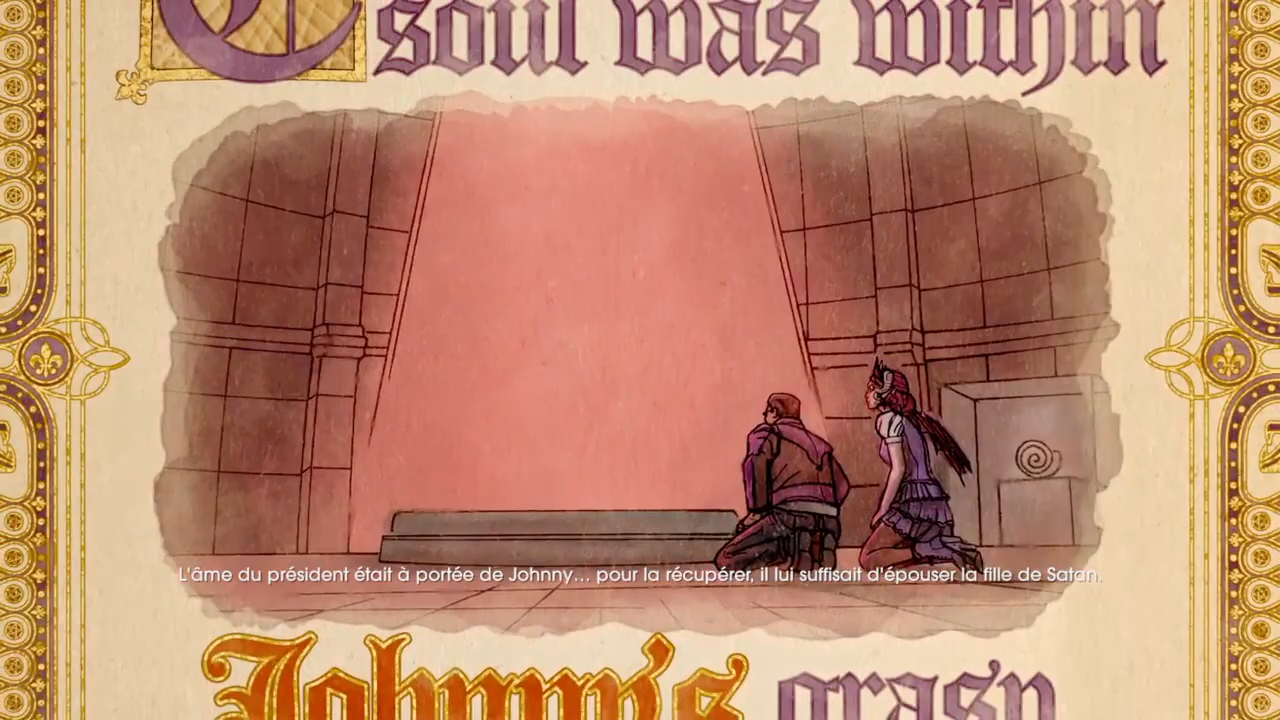 soul was within
L'âme du président était à portée de Johnny... pour la récupérer, il lui suffisait d'épouser la fille de Satan.
Johnny's grasp